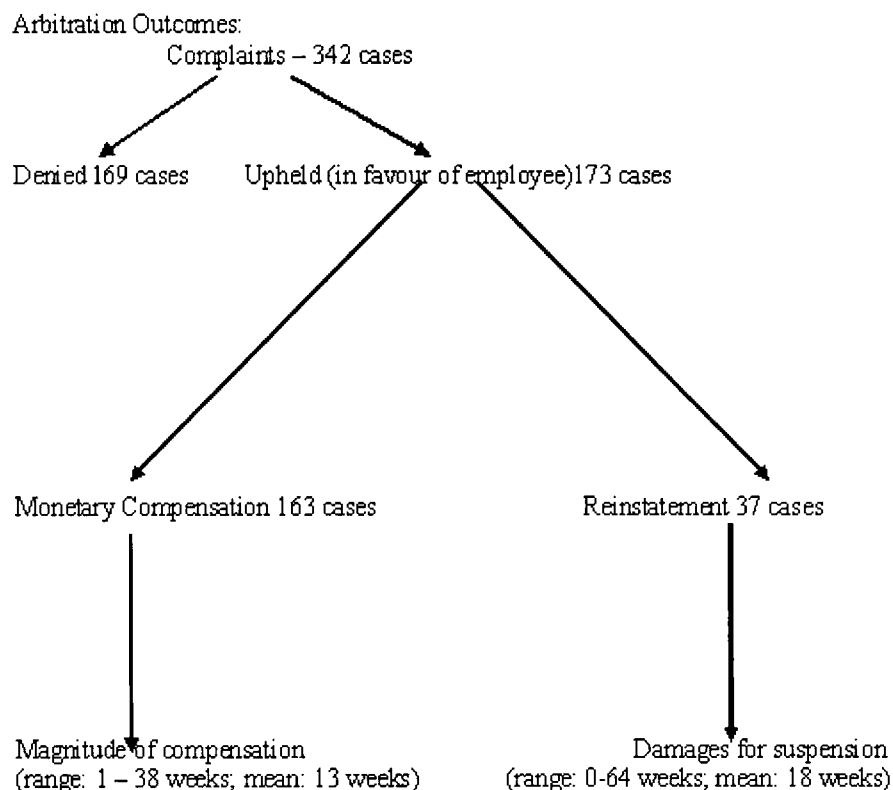 Arbitration Outcomes:
Complaints – 342 cases
Denied 169 cases
Upheld (in favour of employee)173 cases
Monetary Compensation 163 cases
Reinstatement 37 cases
Magnitude of compensation
(range: 1 – 38 weeks; mean: 13 weeks)
Damages for suspension
(range: 0-64 weeks; mean: 18 weeks)